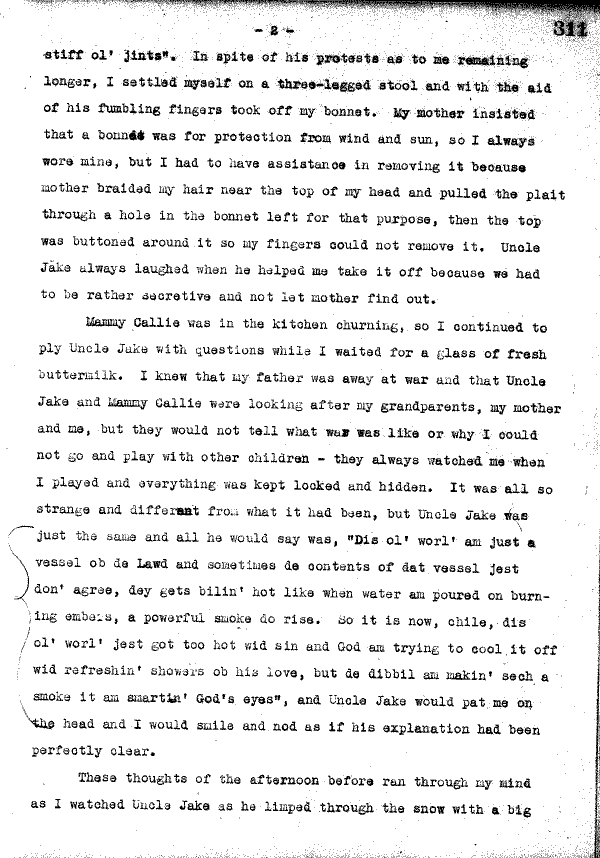 - 2 -
311
stiff ol' jints". In spite of his protests as to me remaining
longer, I settled myself on a three-legged stool and with the aid
of his fumbling fingers took off my bonnet. My mother insisted
that a bonnet was for protection from wind and sun, so I always
wore mine, but I had to have assistance in removing it because
mother braided my hair near the top of my head and pulled the plait
through a hole in the bonnet left for that purpose, then the top
was buttoned around it so my fingers could not remove it. Uncle
Jake always laughed when he helped me take it off because we had
to be rather secretive and not let mother find out.
Mammy Callie was in the kitchen churning, so I continued to
ply Uncle Jake with questions while I waited for a glass of fresh
buttermilk. I knew that my father was away at war and that Uncle
Jake and Mammy Callie were looking after my grandparents, my mother
and me, but they would not tell what war was like or why I could
not go and play with other children - they always watched me when
I played and everything was kept locked and hidden. It was all so
strange and different from what it had been, but Uncle Jake was
just the same and all he would say was, "Dis ol' worl' am just a
vessel ob de Lawd and sometimes de contents of dat vessel jest
don' agree, dey gets bilin' hot like when water am poured on burn-
ing embers, a powerful smoke do rise. So it is now, chile, dis
ol' worl' jest got too hot wid sin and God am trying to cool it off
wid refreshin' showers ob his love, but de dibbil am makin' sech a
smoke it am smartin' God's eyes", and Uncle Jake would pat me on
the head and I would smile and nod as if his explanation had been
perfectly clear.
These thoughts of the afternoon before ran through my mind
as I watched Uncle Jake as he limped through the snow with a big